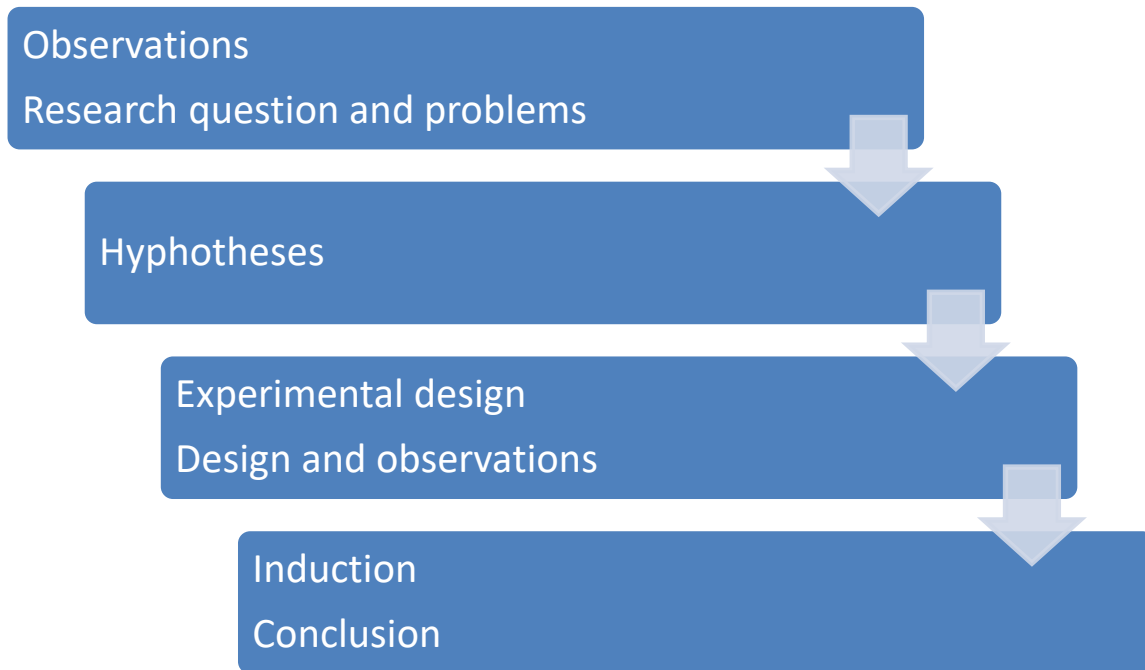 Observations
Research question and problems
Hyphotheses
Experimental design
Design and observations
Induction
Conclusion